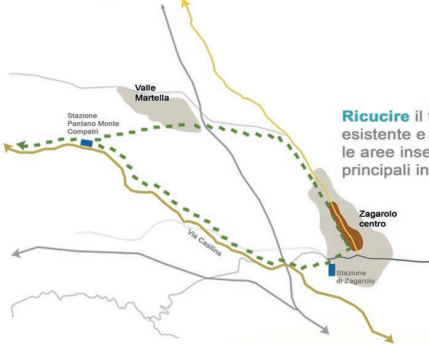 Valle
Martella
Stazione
Pantano Monte
Compatri
Ricucire il
esistente e
le aree inse
principali in
Zagarolo
centro
Via Casilina
Stazione
di Zagarolo